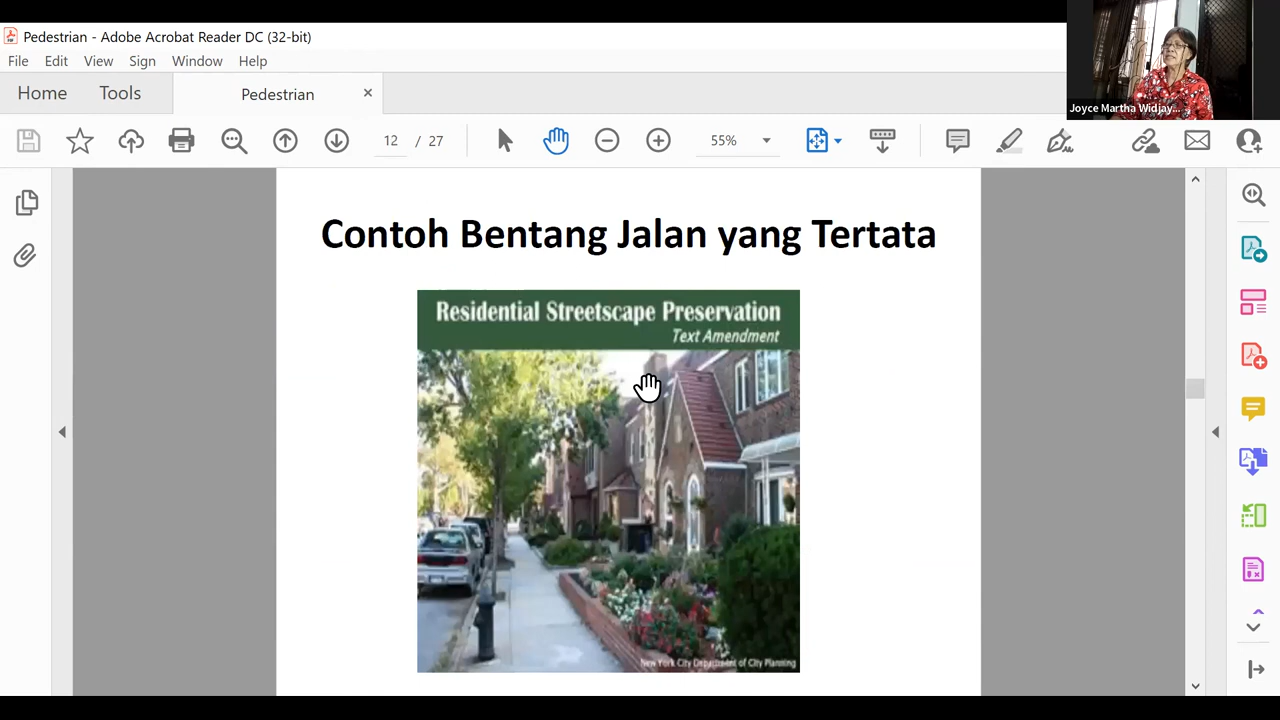 Pedestrian - Adobe Acrobat Reader DC (32-bit)
File Edit View Sign Window Help
Home Tools Pedestrian
12 / 27 55%
Joyce Martha Widjay...
Contoh Bentang Jalan yang Tertata
Residential Streetscape Preservation
Text Amendment
New York City Department of City Planning